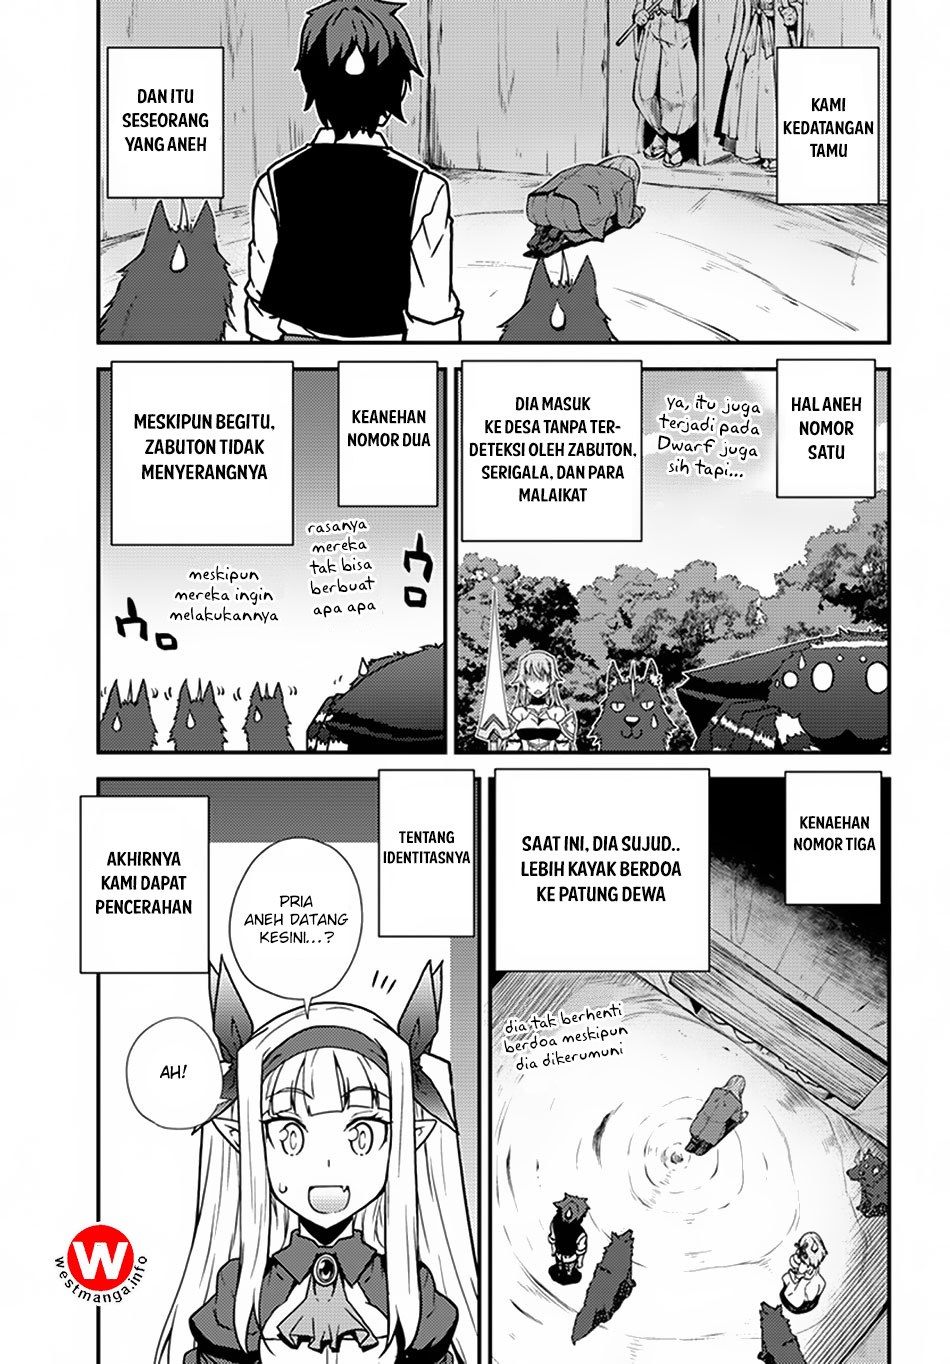 KAMI
KEDATANGAN
TAMU
DAN ITU
SESEORANG
YANG ANEH
HAL ANEH
NOMOR
SATU
ya, itu juga
terjadi pada
Dwarf juga
sih tapi...
DIA MASUK
KE DESA TANPA TER-
DETEKSI OLEH ZABUTON,
SERIGALA, DAN PARA
MALAIKAT
KEANEHAN
NOMOR DUA
MESKIPUN BEGITU,
ZABUTON TIDAK
MENYERANGNYA
rasanya
mereka
tak bisa
berbuat
apa apa
ウロ
meskipun
mereka ingin
melakukannya
ウロ
KENAEHAN
NOMOR TIGA
SAAT INI, DIA SUJUD..
LEBIH KAYAK BERDOA
KE PATUNG DEWA
dia tak berhenti
berdoa meskipun
dia dikerumuni
TENTANG
IDENTITASNYA
PRIA
ANEH DATANG
KESINI...?
AKHIRNYA
KAMI DAPAT
PENCERAHAN
AH!
W
westmanga.info